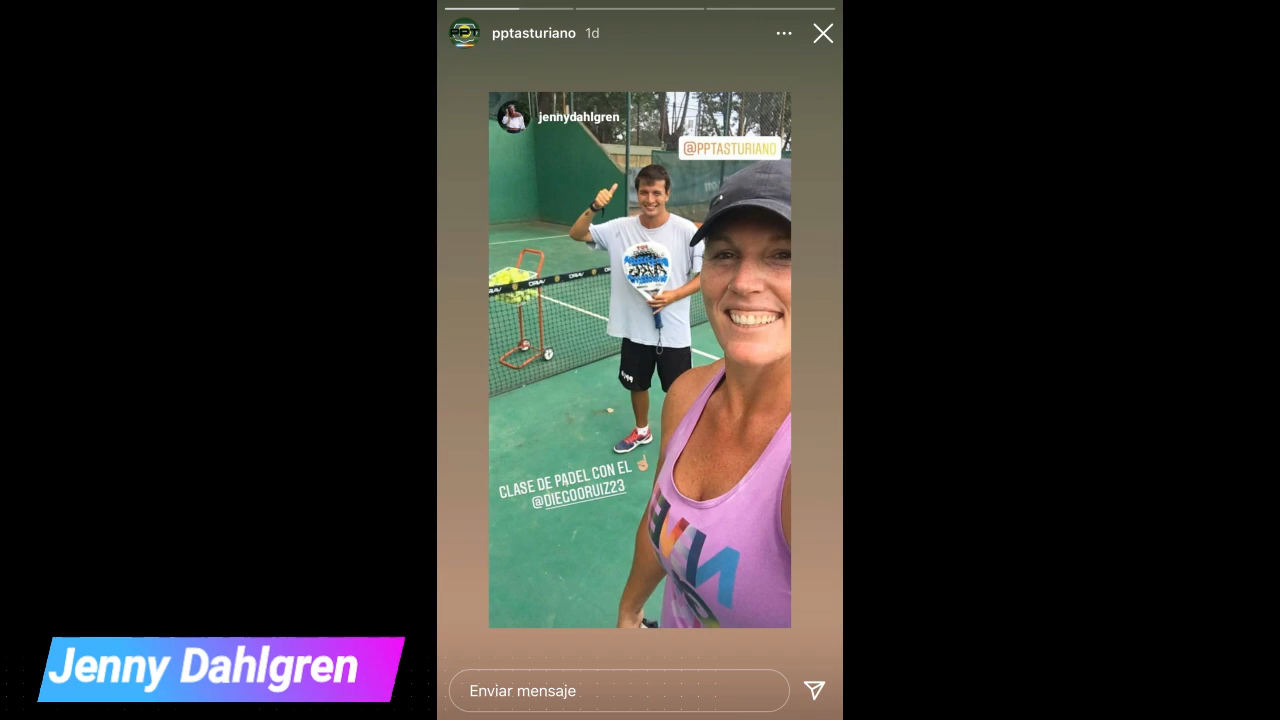 pptasturiano 1d
jennydahlgren
@PPTASTURIANO
CLASE DE PADEL CON EL
@DIEGOORUIZ23
Enviar mensaje
Jenny Dahlgren